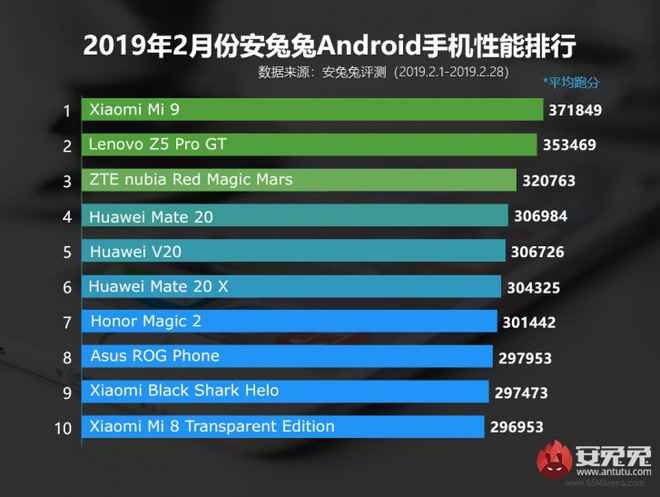 2019年2月份安兔兔Android手机性能排行
数据来源：安兔兔评测（2019.2.1-2019.2.28）
*平均跑分
1 Xiaomi Mi 9 371849
2 Lenovo Z5 Pro GT 353469
3 ZTE nubia Red Magic Mars 320763
4 Huawei Mate 20 306984
5 Huawei V20 306726
6 Huawei Mate 20 X 304325
7 Honor Magic 2 301442
8 Asus ROG Phone 297953
9 Xiaomi Black Shark Helo 297473
10 Xiaomi Mi 8 Transparent Edition 296953
安兔兔
www.antutu.com
www.GSMArena.com